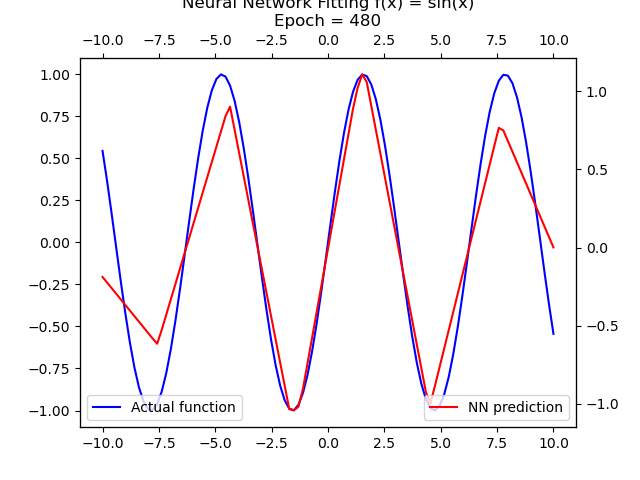 Neural Network Fitting f(x) = sin(x)
Epoch = 480
−10.0 −7.5 −5.0 −2.5 0.0 2.5 5.0 7.5 10.0
1.00
0.75
0.50
0.25
0.00
−0.25
−0.50
−0.75
−1.00
1.0
0.5
0.0
−0.5
−1.0
Actual function
NN prediction
−10.0 −7.5 −5.0 −2.5 0.0 2.5 5.0 7.5 10.0